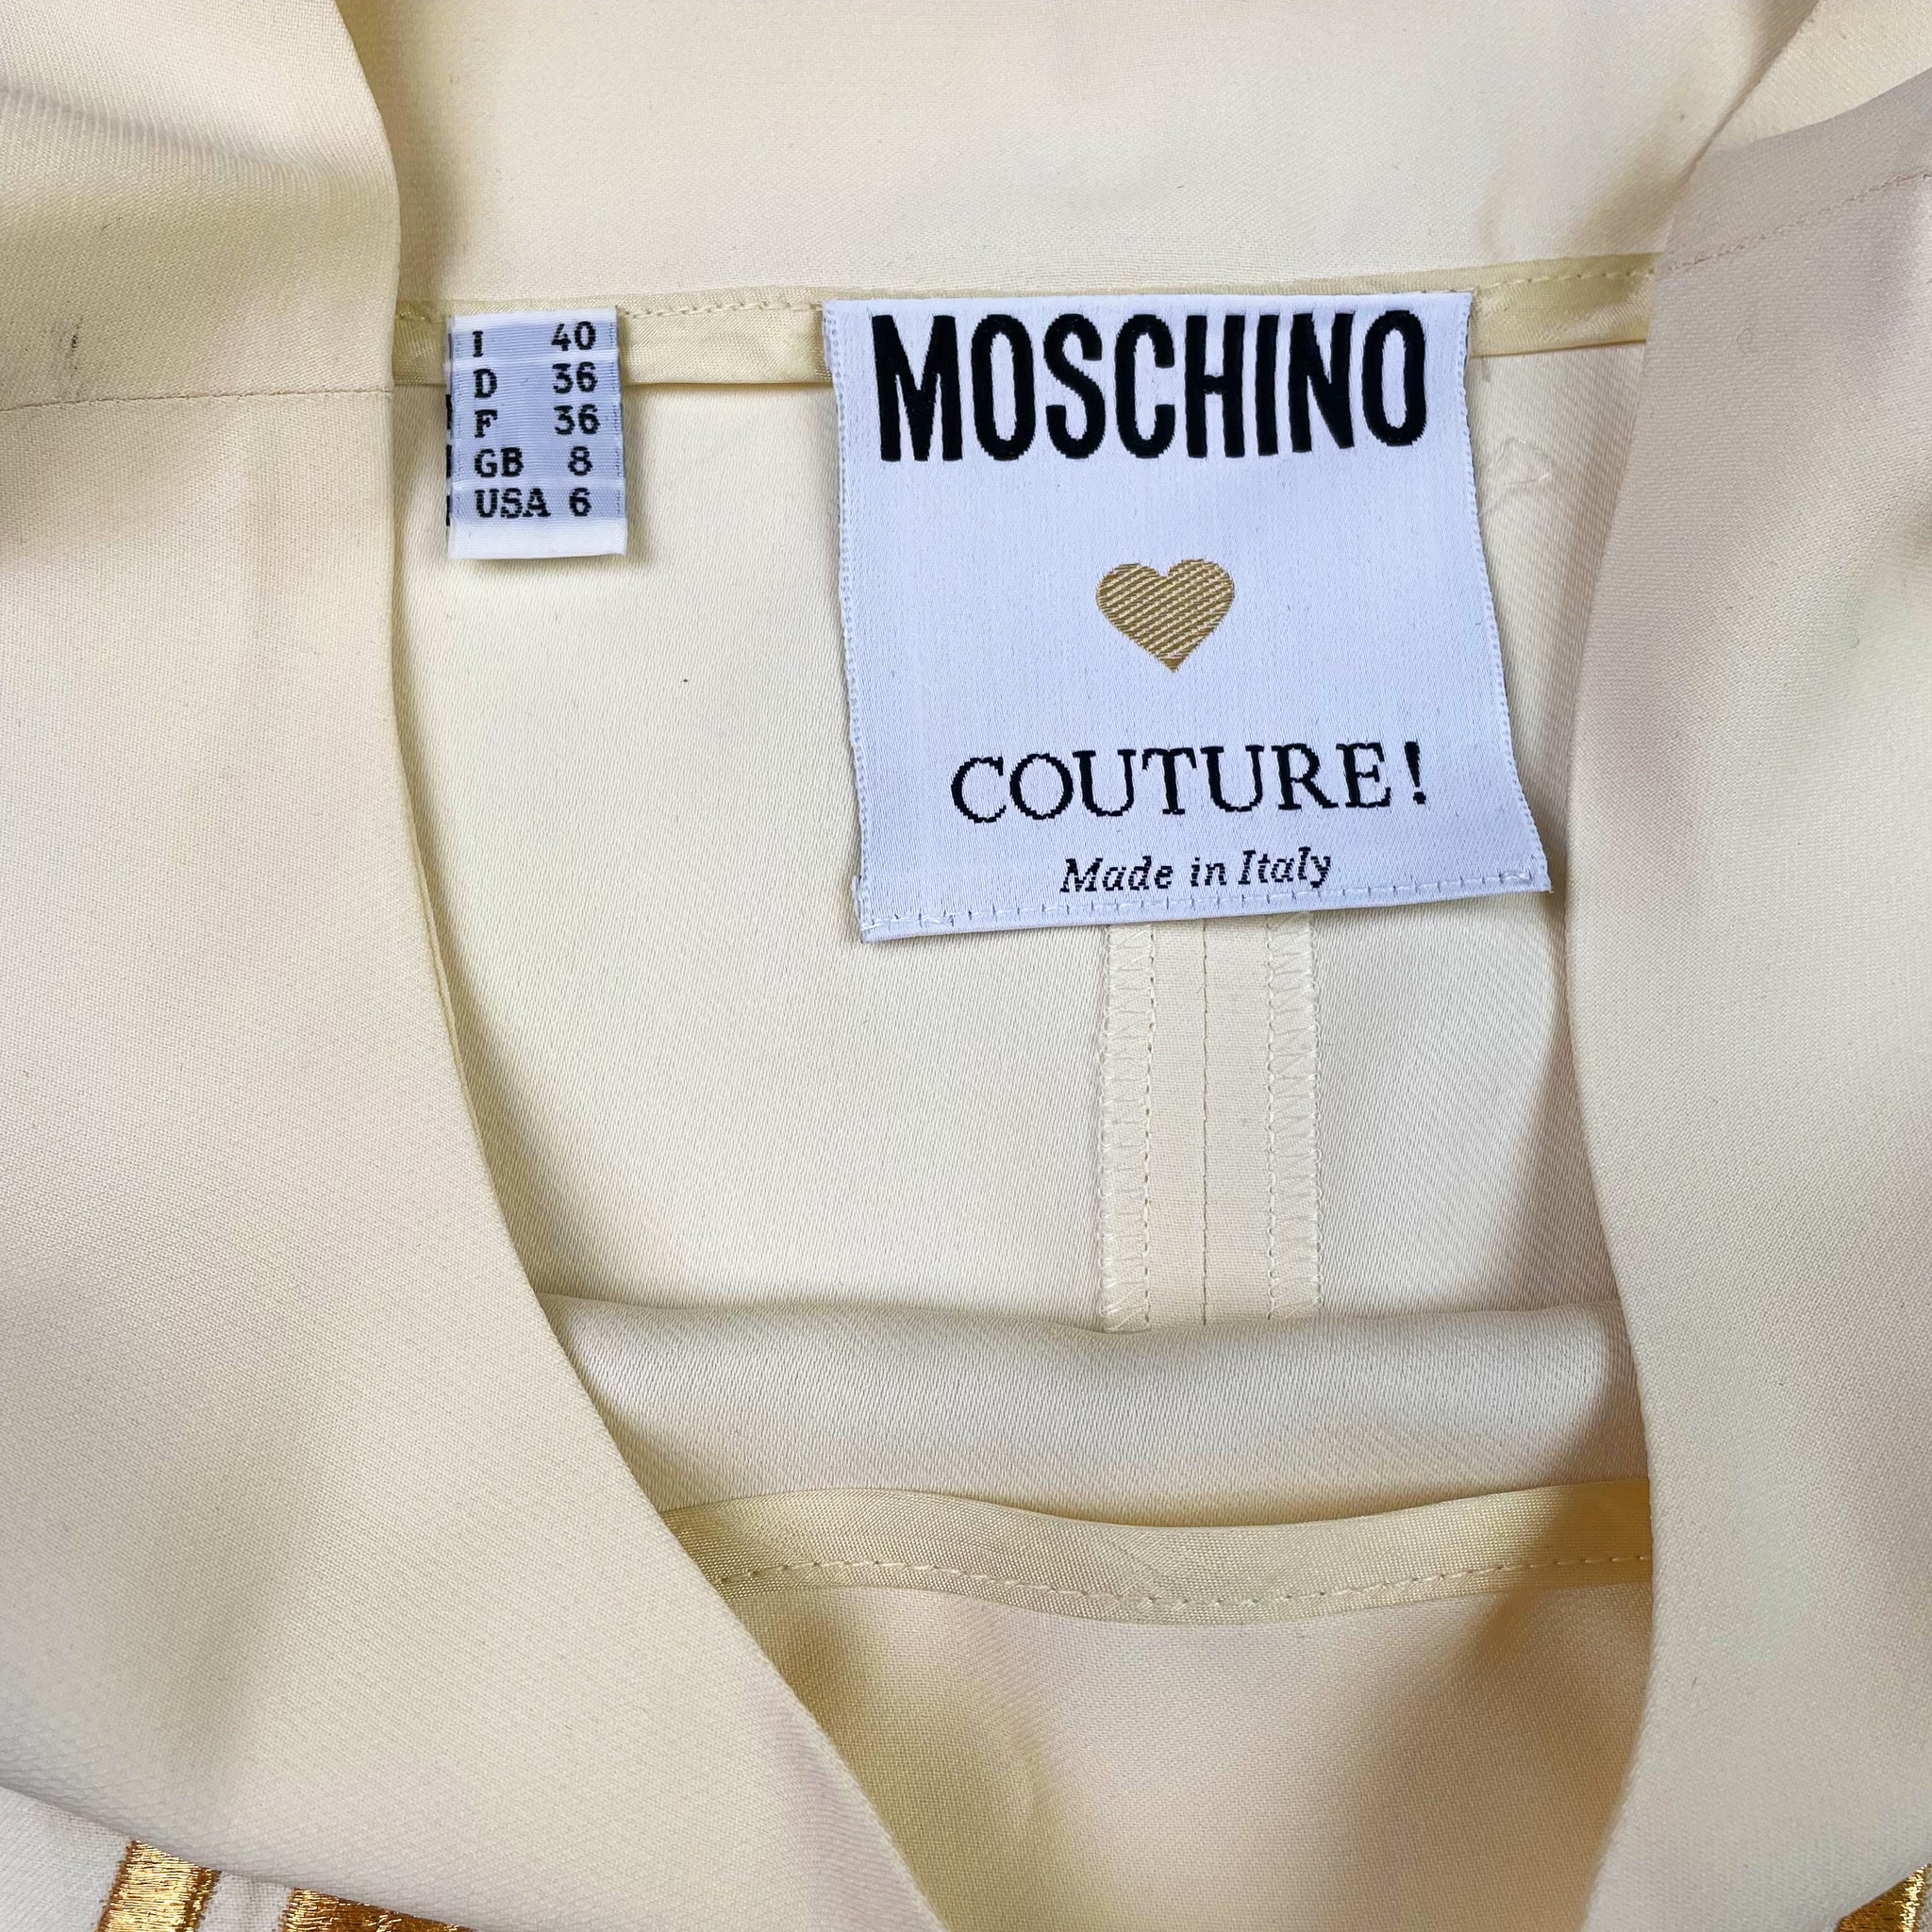 I 40
D 36
F 36
GB 8
USA 6
MOSCHINO
COUTURE!
Made in Italy